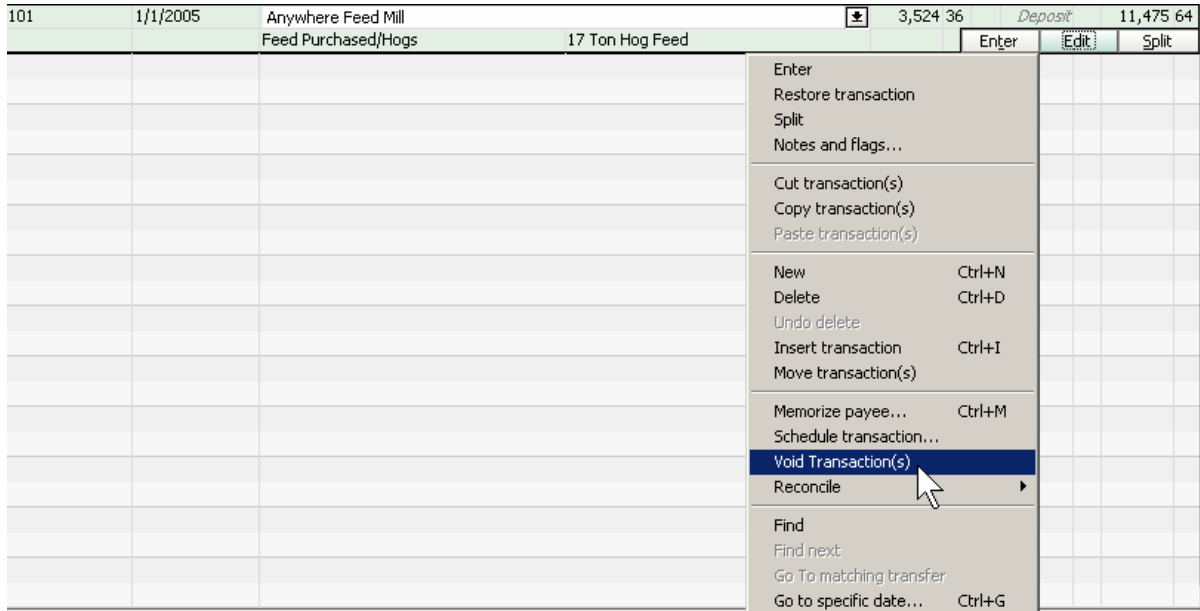 101 1/1/2005 Anywhere Feed Mill 3,524 36 Deposit 11,475 64
Feed Purchased/Hogs 17 Ton Hog Feed Enter Edit Split
Enter
Restore transaction
Split
Notes and flags...
Cut transaction(s)
Copy transaction(s)
Paste transaction(s)
New Ctrl+N
Delete Ctrl+D
Undo delete
Insert transaction Ctrl+I
Move transaction(s)
Memorize payee... Ctrl+M
Schedule transaction...
Void Transaction(s)
Reconcile
Find
Find next
Go To matching transfer
Go to specific date... Ctrl+G